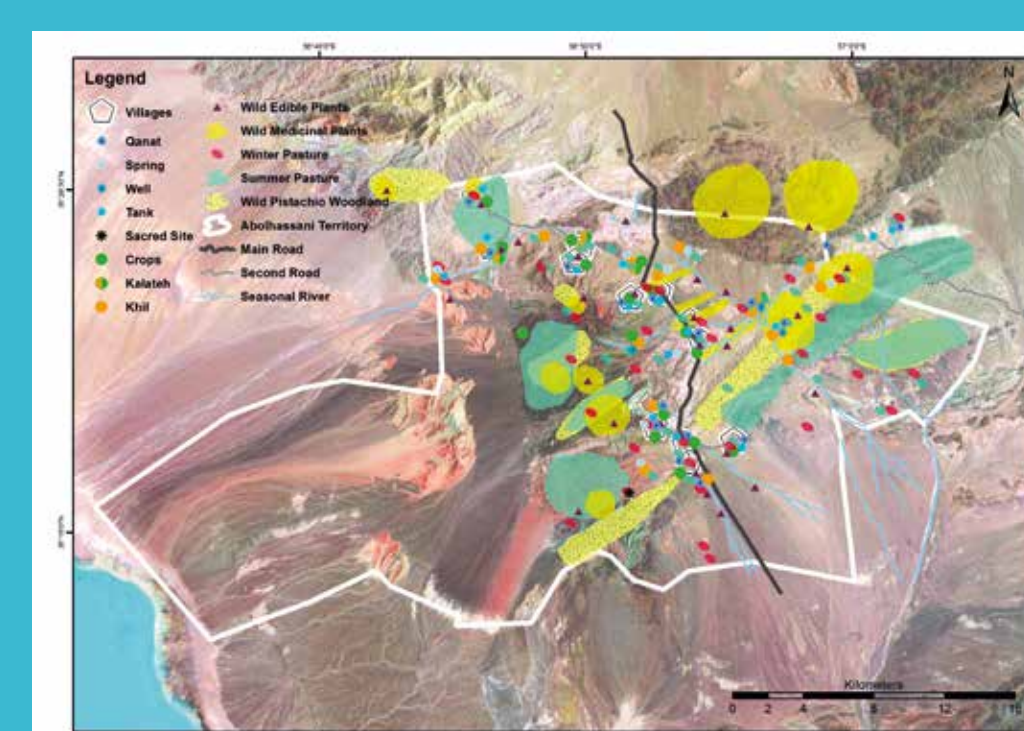 Legend
Villages
Qanat
Spring
Well
Tank
Sacred Site
Crops
Kalateh
Khil
Wild Edible Plants
Wild Medicinal Plants
Winter Pasture
Summer Pasture
Wild Pistachio Woodland
Abolhassani Territory
Main Road
Second Road
Seasonal River
N
Kilometers
0 2 4 8 12 16